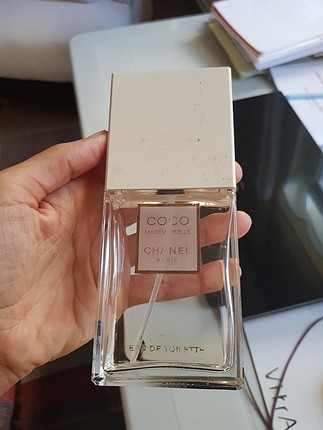 COCO
MADEMOISELLE
CHANEL
PARIS
EAU DE TOILETTE